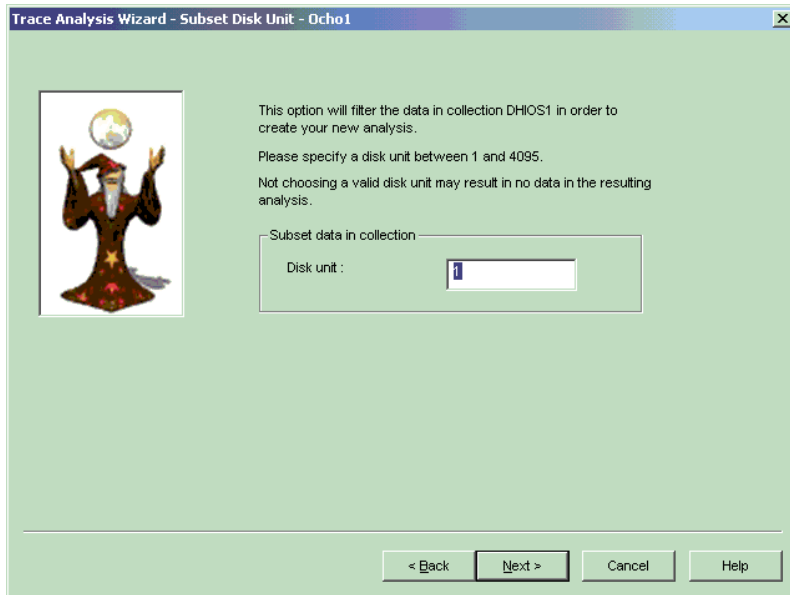 Trace Analysis Wizard - Subset Disk Unit - Ocho1
This option will filter the data in collection DHIOS1 in order to
create your new analysis.
Please specify a disk unit between 1 and 4095.
Not choosing a valid disk unit may result in no data in the resulting
analysis.
Subset data in collection
Disk unit : 1
< Back Next > Cancel Help